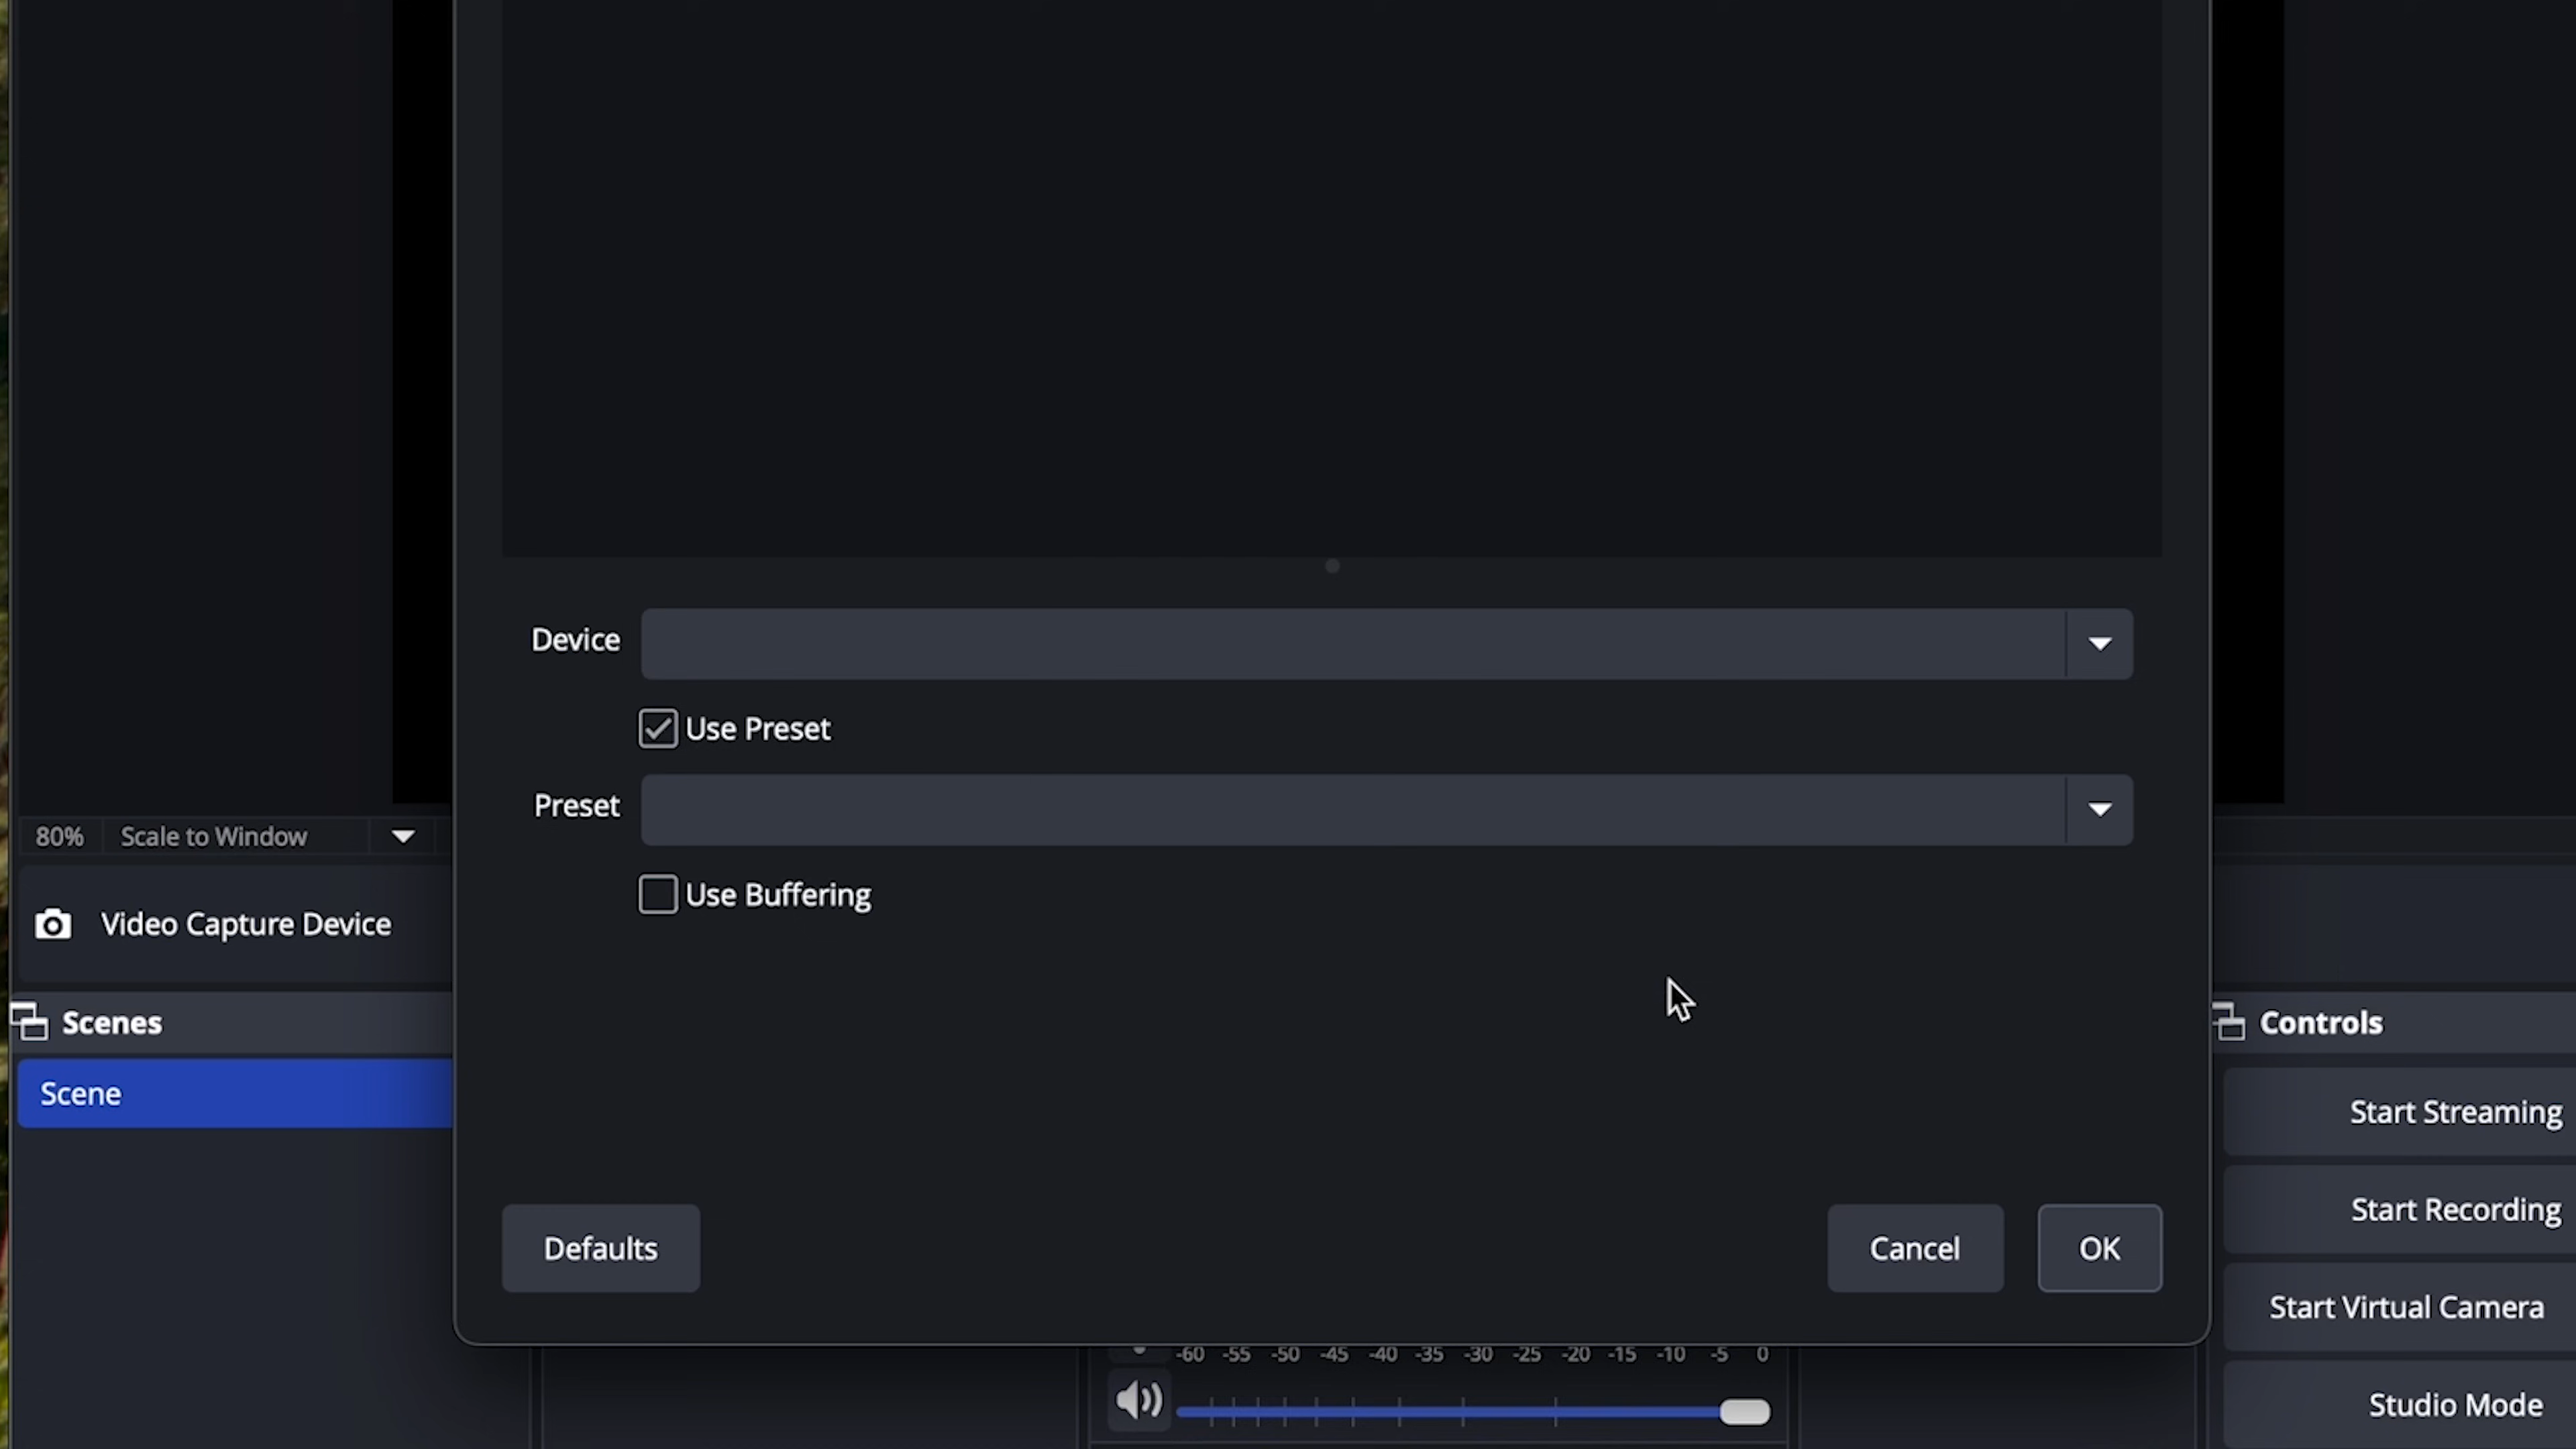 Device
Use Preset
Preset
Use Buffering
Defaults
Cancel
OK
80% Scale to Window
Video Capture Device
Scenes
Scene
Controls
Start Streaming
Start Recording
Start Virtual Camera
Studio Mode
-60 -55 -50 -45 -40 -35 -30 -25 -20 -15 -10 -5 0